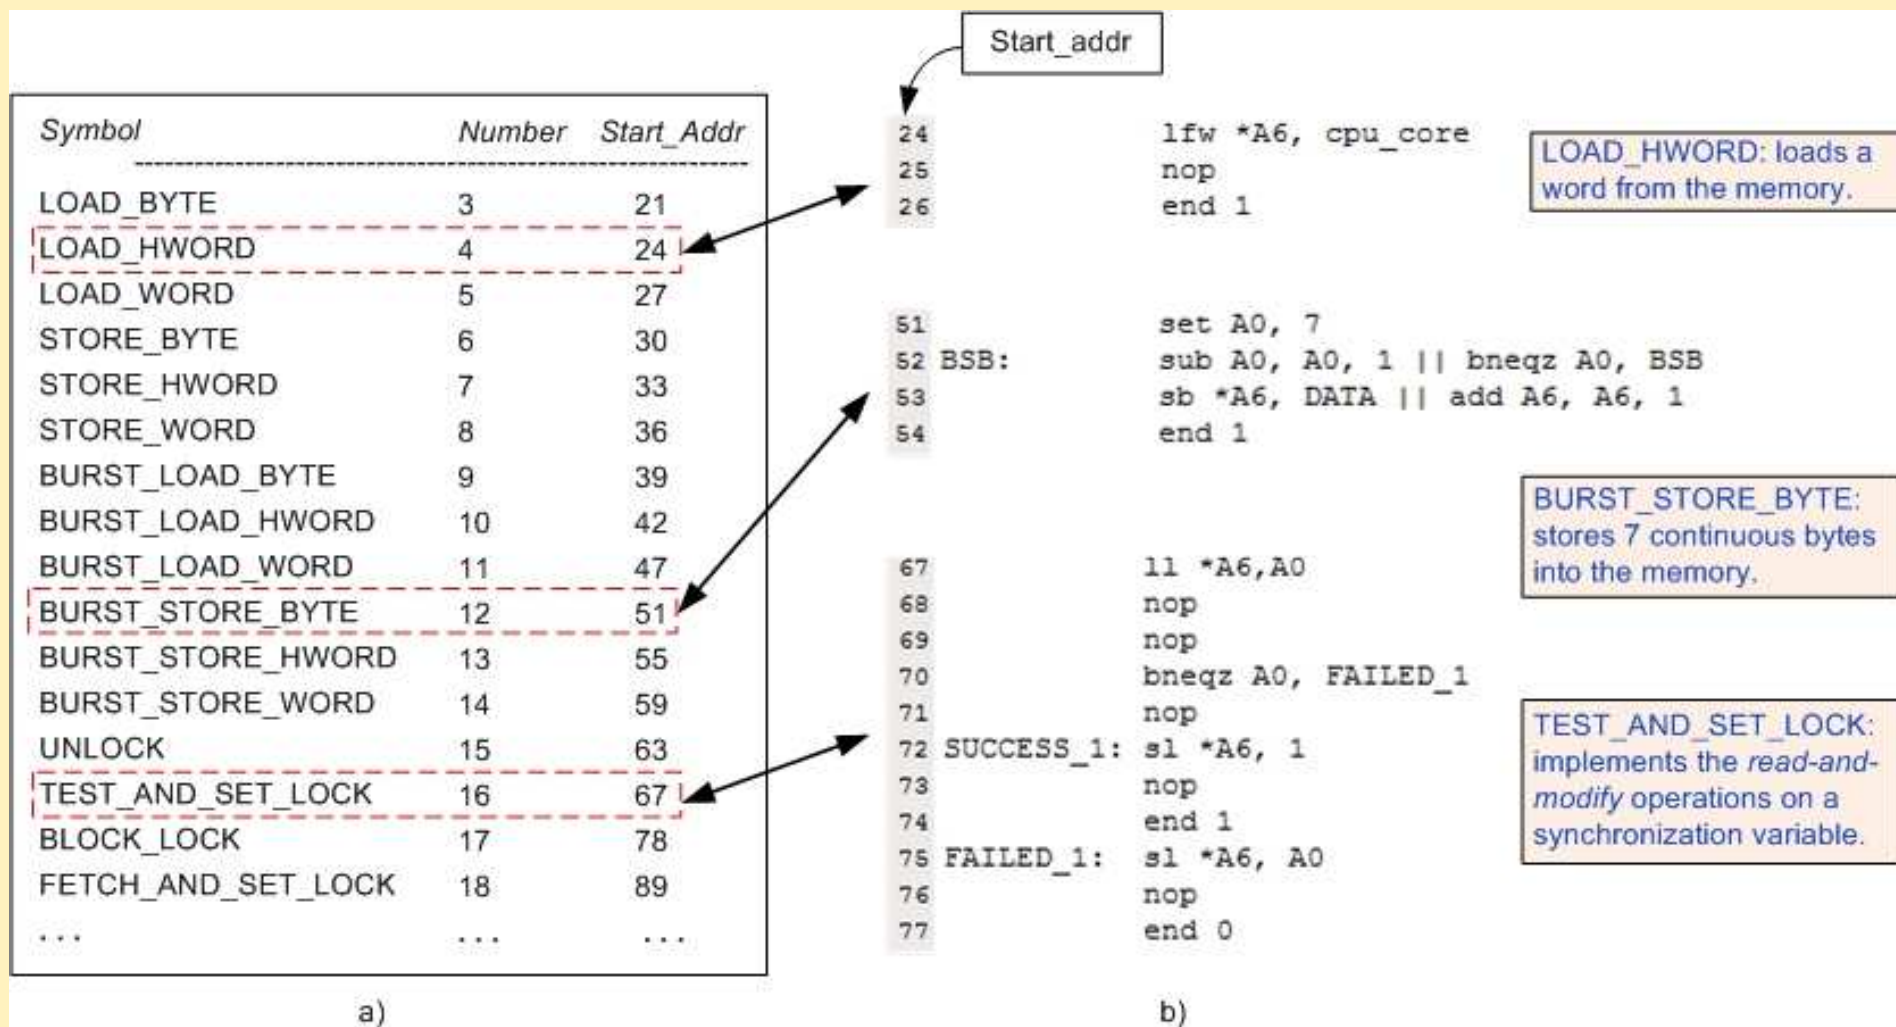 Start_addr
Symbol Number Start_Addr
LOAD_BYTE 3 21
LOAD_HWORD 4 24
LOAD_WORD 5 27
STORE_BYTE 6 30
STORE_HWORD 7 33
STORE_WORD 8 36
BURST_LOAD_BYTE 9 39
BURST_LOAD_HWORD 10 42
BURST_LOAD_WORD 11 47
BURST_STORE_BYTE 12 51
BURST_STORE_HWORD 13 55
BURST_STORE_WORD 14 59
UNLOCK 15 63
TEST_AND_SET_LOCK 16 67
BLOCK_LOCK 17 78
FETCH_AND_SET_LOCK 18 89
... ... ...
a)
24 lfw *A6, cpu_core
25 nop
26 end 1
51 set A0, 7
52 BSB: sub A0, A0, 1 || bneqz A0, BSB
53 sb *A6, DATA || add A6, A6, 1
54 end 1
67 ll *A6,A0
68 nop
69 nop
70 bneqz A0, FAILED_1
71 nop
72 SUCCESS_1: sl *A6, 1
73 nop
74 end 1
75 FAILED_1: sl *A6, A0
76 nop
77 end 0
b)
LOAD_HWORD: loads a
word from the memory.
BURST_STORE_BYTE:
stores 7 continuous bytes
into the memory.
TEST_AND_SET_LOCK:
implements the read-and-
modify operations on a
synchronization variable.